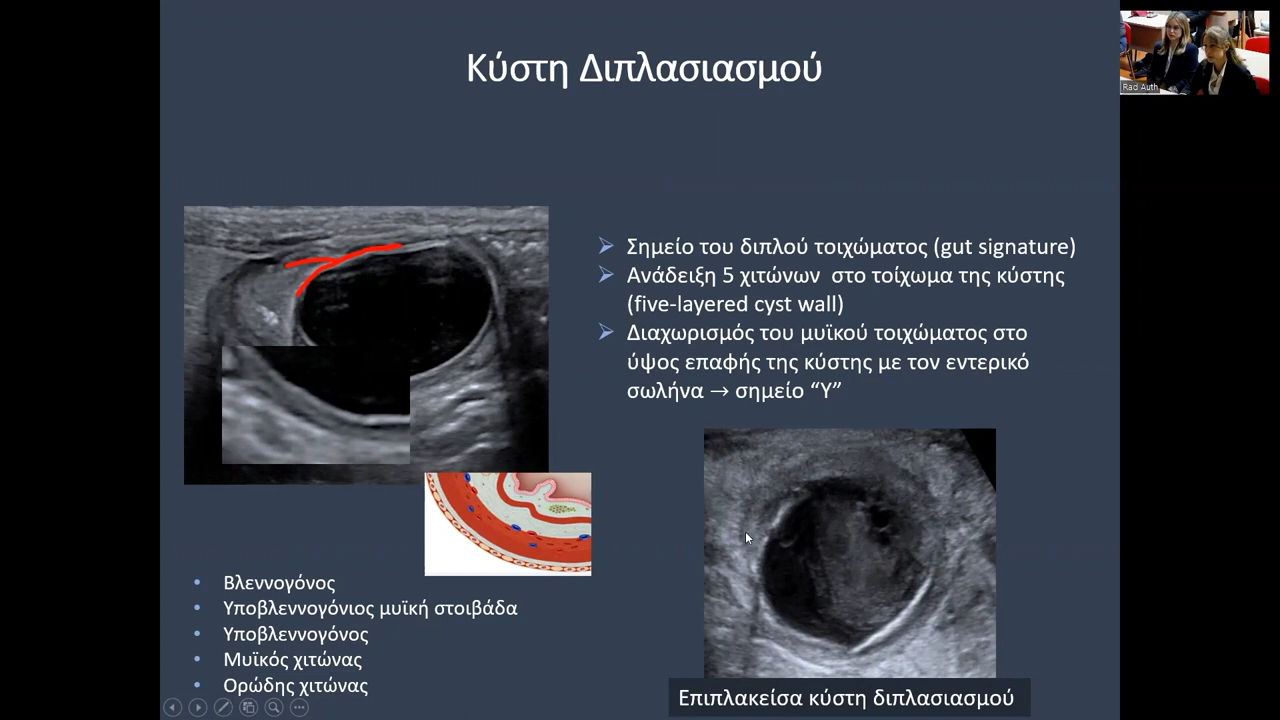 Κύστη Διπλασιασμού
Rad Auth
Σημείο του διπλού τοιχώματος (gut signature)
Ανάδειξη 5 χιτώνων στο τοίχωμα της κύστης
(five-layered cyst wall)
Διαχωρισμός του μυϊκού τοιχώματος στο
ύψος επαφής της κύστης με τον εντερικό
σωλήνα → σημείο “Y”
Βλεννογόνος
Υποβλεννογόνιος μυϊκή στοιβάδα
Υποβλεννογόνος
Μυϊκός χιτώνας
Ορώδης χιτώνας
Επιπλακείσα κύστη διπλασιασμού